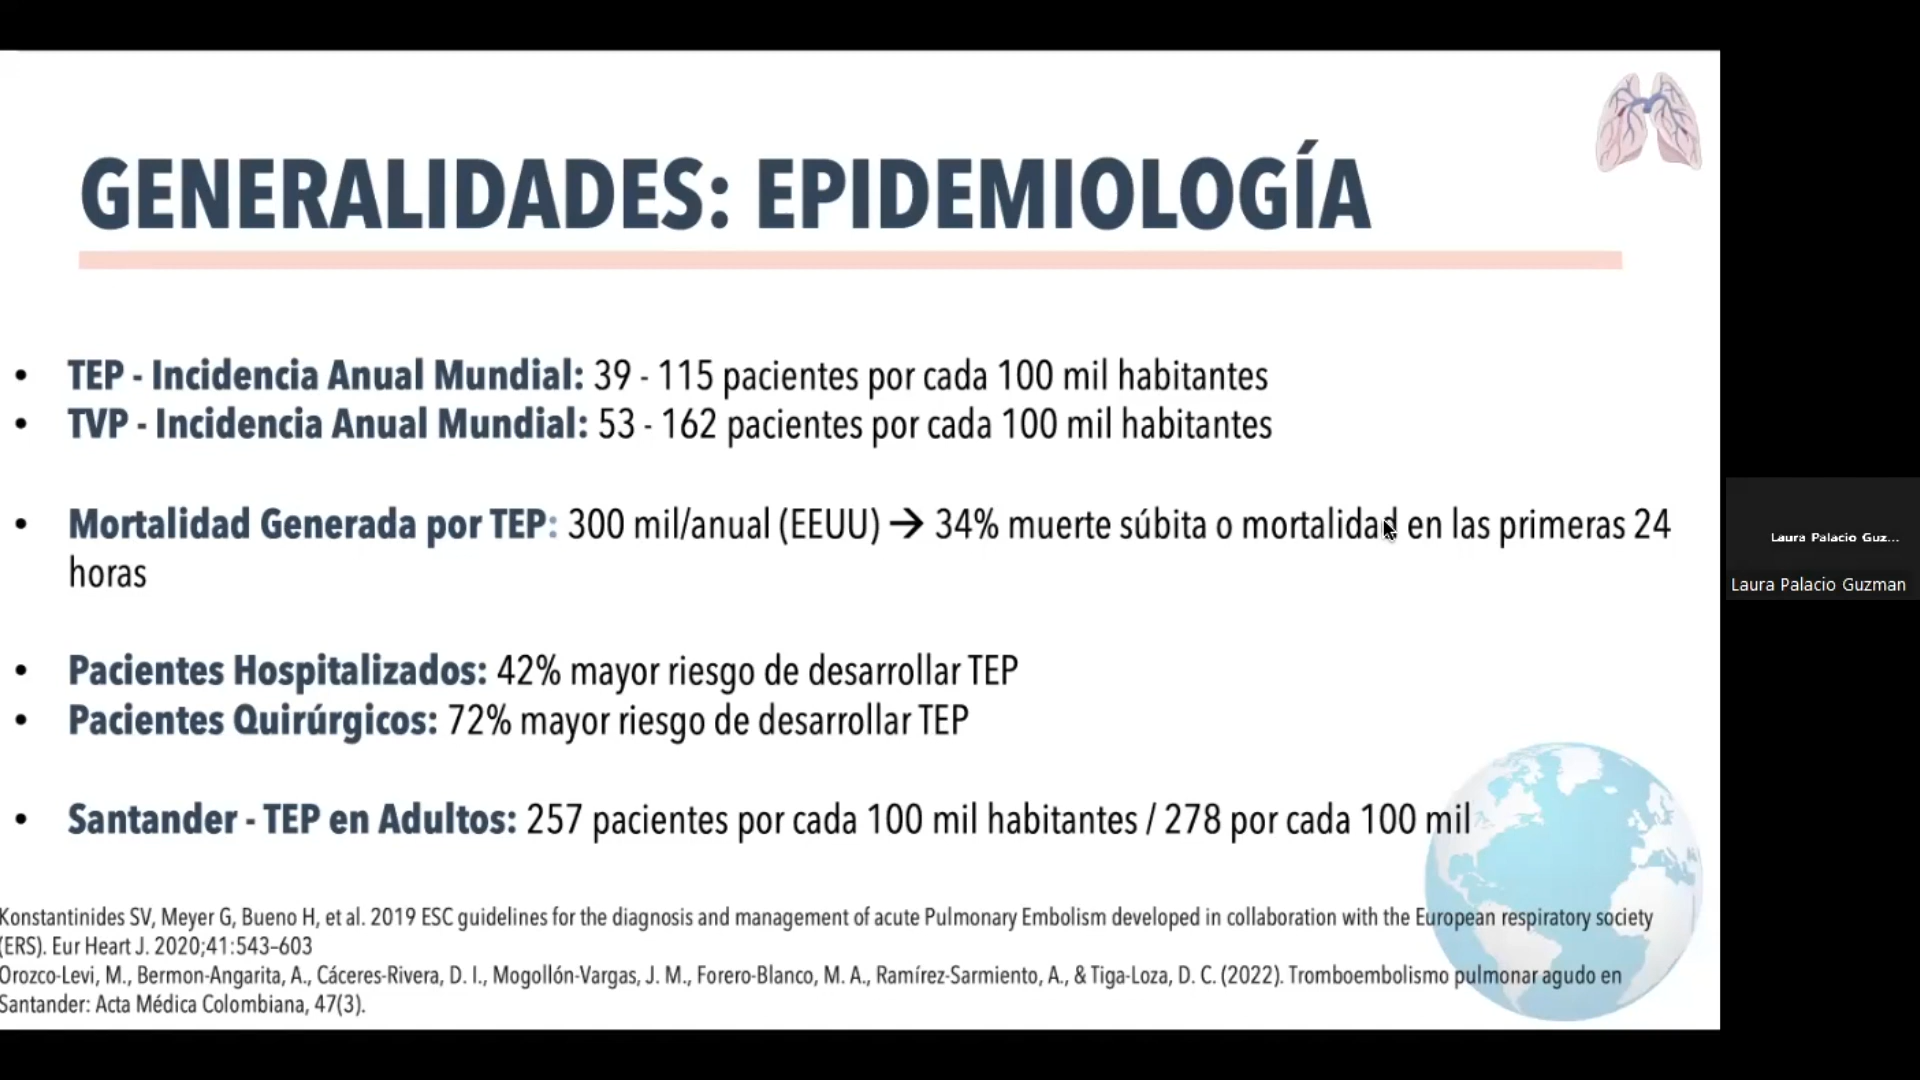 GENERALIDADES: EPIDEMIOLOGÍA
• TEP - Incidencia Anual Mundial: 39 - 115 pacientes por cada 100 mil habitantes
• TVP - Incidencia Anual Mundial: 53 - 162 pacientes por cada 100 mil habitantes
• Mortalidad Generada por TEP: 300 mil/anual (EEUU) → 34% muerte súbita o mortalidad en las primeras 24
horas
• Pacientes Hospitalizados: 42% mayor riesgo de desarrollar TEP
• Pacientes Quirúrgicos: 72% mayor riesgo de desarrollar TEP
• Santander - TEP en Adultos: 257 pacientes por cada 100 mil habitantes / 278 por cada 100 mil
Konstantinides SV, Meyer G, Bueno H, et al. 2019 ESC guidelines for the diagnosis and management of acute Pulmonary Embolism developed in collaboration with the European respiratory society
(ERS). Eur Heart J. 2020;41:543–603
Orozco-Levi, M., Bermon-Angarita, A., Cáceres-Rivera, D. I., Mogollón-Vargas, J. M., Forero-Blanco, M. A., Ramírez-Sarmiento, A., & Tiga-Loza, D. C. (2022). Tromboembolismo pulmonar agudo en
Santander: Acta Médica Colombiana, 47(3).
Laura Palacio Guz...
Laura Palacio Guzman